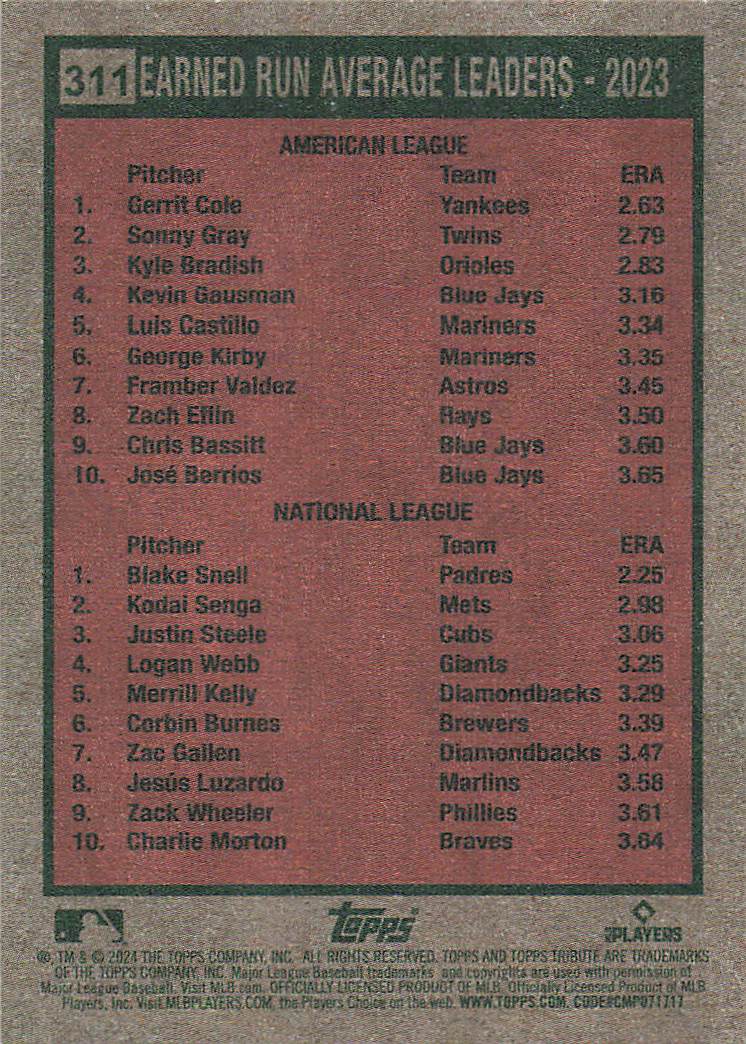 311 EARNED RUN AVERAGE LEADERS - 2023
AMERICAN LEAGUE
Pitcher Team ERA
1. Gerrit Cole Yankees 2.63
2. Sonny Gray Twins 2.79
3. Kyle Bradish Orioles 2.83
4. Kevin Gausman Blue Jays 3.16
5. Luis Castillo Mariners 3.34
6. George Kirby Mariners 3.35
7. Framber Valdez Astros 3.45
8. Zach Eflin Rays 3.50
9. Chris Bassitt Blue Jays 3.60
10. José Berríos Blue Jays 3.65
NATIONAL LEAGUE
Pitcher Team ERA
1. Blake Snell Padres 2.25
2. Kodai Senga Mets 2.98
3. Justin Steele Cubs 3.06
4. Logan Webb Giants 3.25
5. Merrill Kelly Diamondbacks 3.29
6. Corbin Burnes Brewers 3.39
7. Zac Gallen Diamondbacks 3.47
8. Jesús Luzardo Marlins 3.58
9. Zack Wheeler Phillies 3.61
10. Charlie Morton Braves 3.64
topps PLAYERS
®, TM & © 2024 THE TOPPS COMPANY, INC. ALL RIGHTS RESERVED. TOPPS AND TOPPS TRIBUTE ARE TRADEMARKS
OF THE TOPPS COMPANY, INC. Major League Baseball trademarks and copyrights are used with permission of
Major League Baseball. Visit MLB.com. OFFICIALLY LICENSED PRODUCT OF MLB Officially Licensed Product of MLB
Players, Inc. Visit MLBPLAYERS.COM, the Players Choice on the web. WWW.TOPPS.COM. CODE#CMP071717